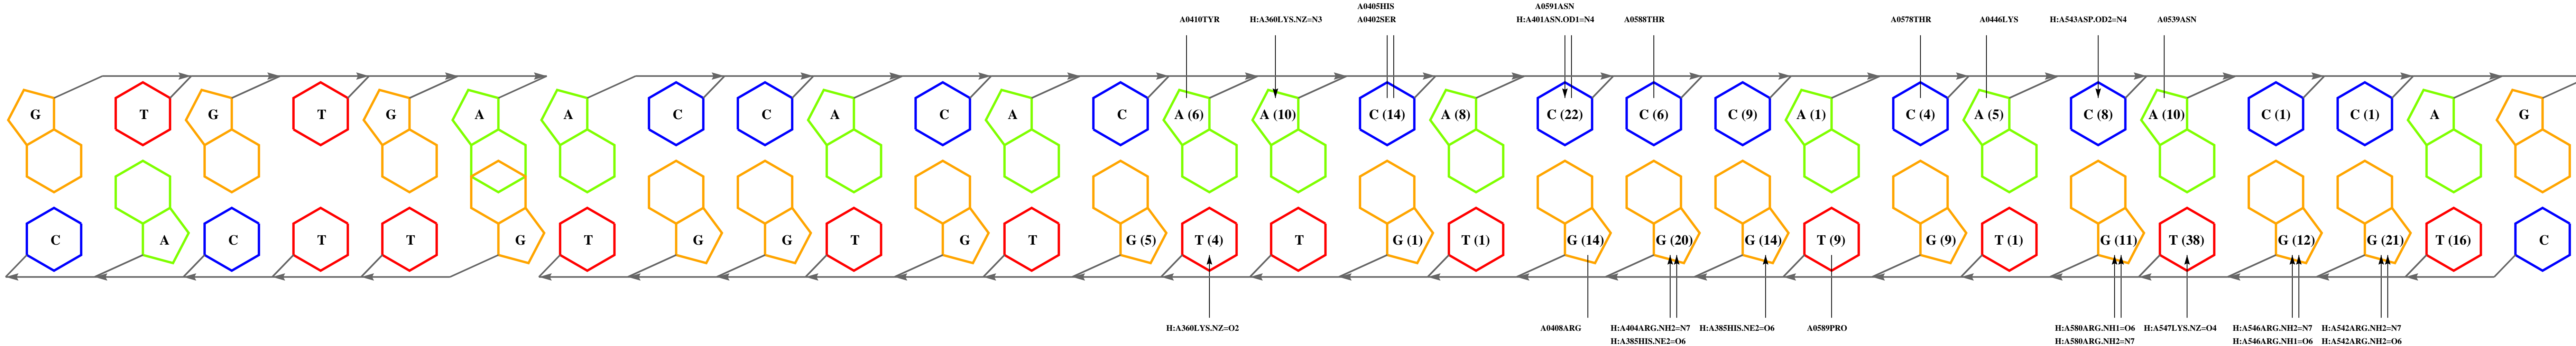 A0405HIS A0591ASN
A0410TYR H:A360LYS.NZ=N3 A0402SER H:A401ASN.OD1=N4 A0588THR A0578THR A0446LYS H:A543ASP.OD2=N4 A0539ASN
G T G T G A A C C A C A C A (6) A (10) C (14) A (8) C (22) C (6) C (9) A (1) C (4) A (5) C (8) A (10) C (1) C (1) A G
C A C T T G T G G T G T G (5) T (4) T G (1) T (1) G (14) G (20) G (14) T (9) G (9) T (1) G (11) T (38) G (12) G (21) T (16) C
H:A360LYS.NZ=O2 A0408ARG H:A404ARG.NH2=N7 H:A385HIS.NE2=O6 A0589PRO H:A580ARG.NH1=O6 H:A547LYS.NZ=O4 H:A546ARG.NH2=N7 H:A542ARG.NH2=N7
H:A385HIS.NE2=O6 H:A580ARG.NH2=N7 H:A546ARG.NH1=O6 H:A542ARG.NH2=O6